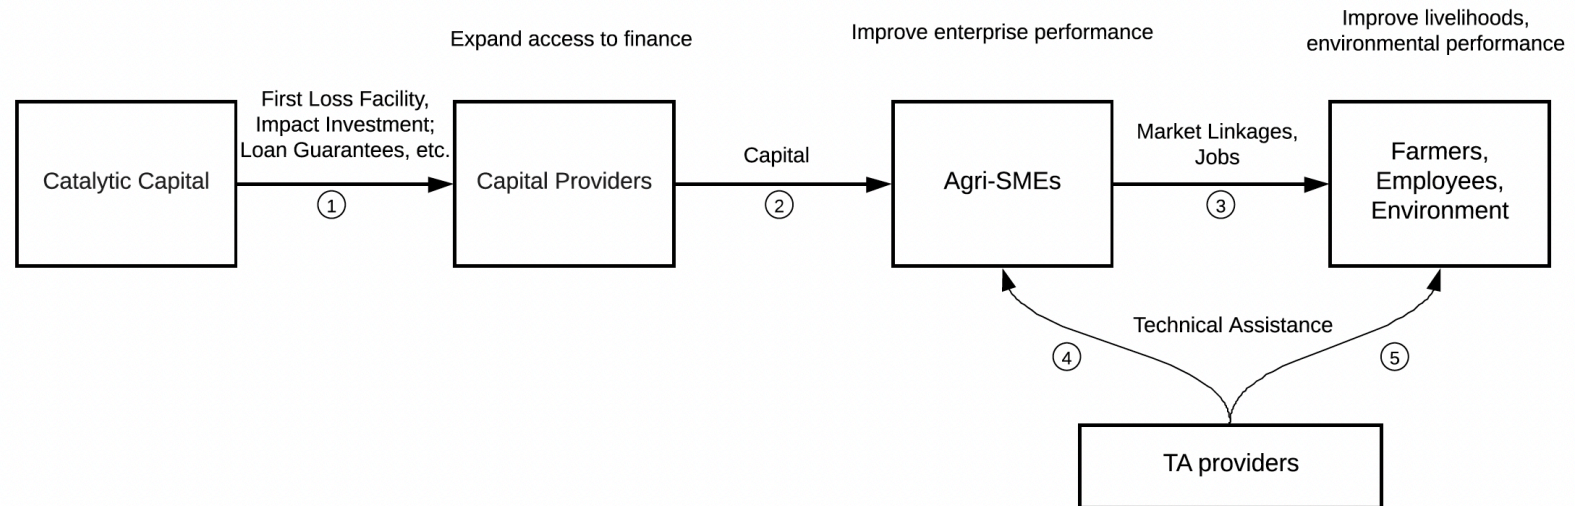 Expand access to finance
Improve enterprise performance
Improve livelihoods,
environmental performance
Catalytic Capital
First Loss Facility,
Impact Investment;
Loan Guarantees, etc.
1
Capital Providers
Capital
2
Agri-SMEs
Market Linkages,
Jobs
3
Farmers,
Employees,
Environment
Technical Assistance
4
5
TA providers